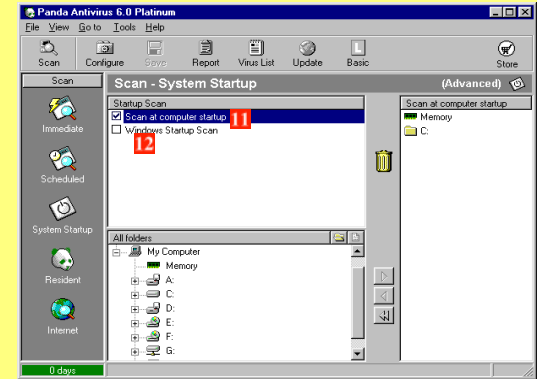 Panda Antivirus 6.0 Platinum
File View Go to Tools Help
Scan Configure Save Report Virus List Update Basic Store
Scan
Scan - System Startup (Advanced)
Startup Scan
Scan at computer startup 11
Windows Startup Scan
12
Scan at computer startup
Memory
C:
Immediate
Scheduled
System Startup
Resident
Internet
All folders
My Computer
Memory
A:
C:
D:
E:
F:
G:
0 days